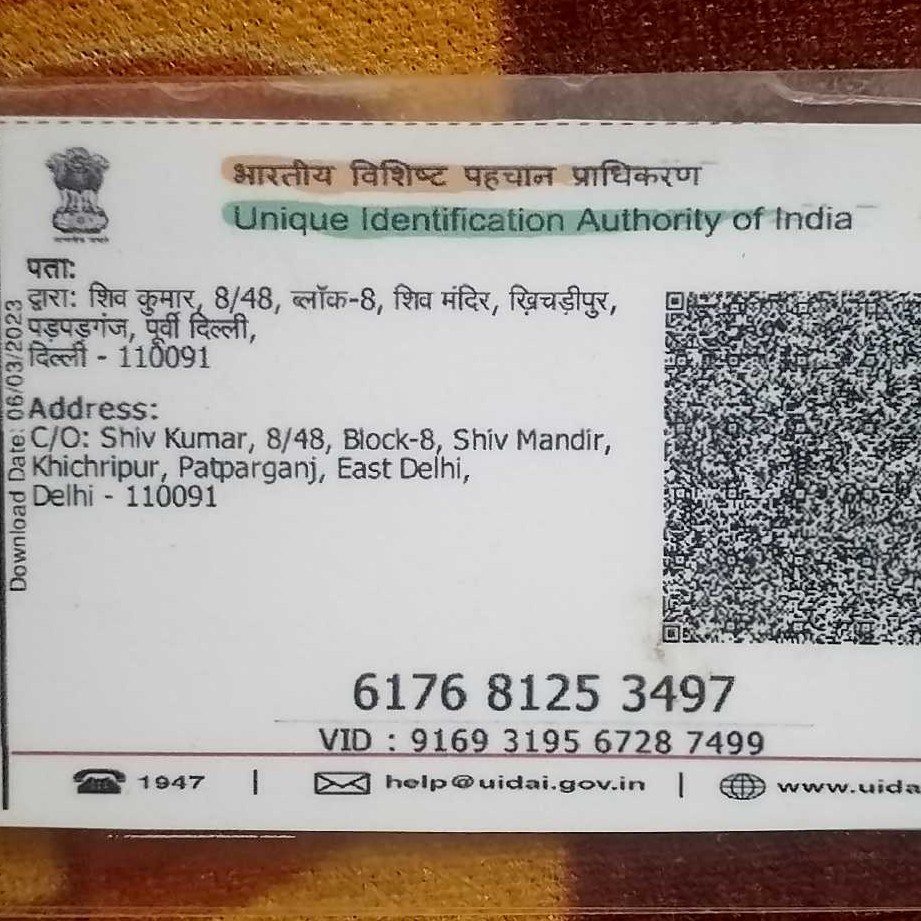 भारतीय विशिष्ट पहचान प्राधिकरण
Unique Identification Authority of India
पता:
द्वारा: शिव कुमार, 8/48, ब्लॉक-8, शिव मंदिर, खिचड़ीपुर,
पड़पड़गंज, पूर्वी दिल्ली,
दिल्ली - 110091
Address:
C/O: Shiv Kumar, 8/48, Block-8, Shiv Mandir,
Khichripur, Patparganj, East Delhi,
Delhi - 110091
Download Date: 06/03/2023
6176 8125 3497
VID : 9169 3195 6728 7499
1947 | help@uidai.gov.in | www.uida